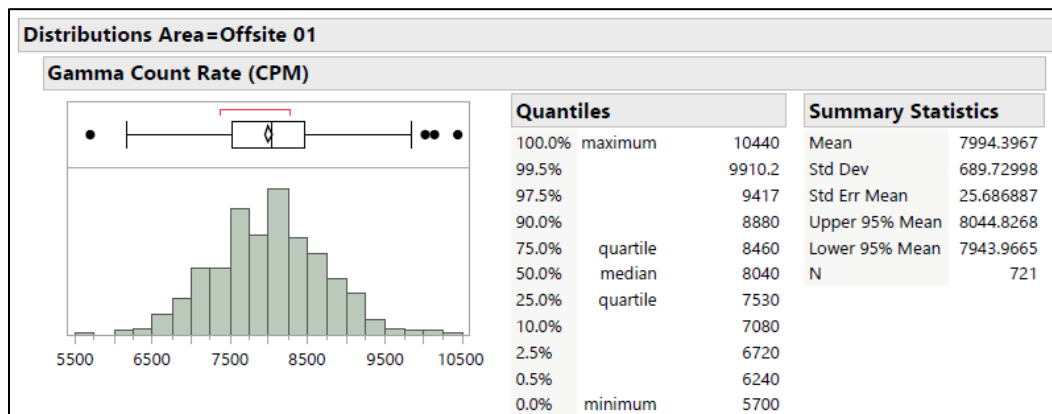 Distributions Area=Offsite 01
Gamma Count Rate (CPM)
5500 6500 7500 8500 9500 10500
Quantiles
100.0% maximum 10440
99.5% 9910.2
97.5% 9417
90.0% 8880
75.0% quartile 8460
50.0% median 8040
25.0% quartile 7530
10.0% 7080
2.5% 6720
0.5% 6240
0.0% minimum 5700
Summary Statistics
Mean 7994.3967
Std Dev 689.72998
Std Err Mean 25.686887
Upper 95% Mean 8044.8268
Lower 95% Mean 7943.9665
N 721